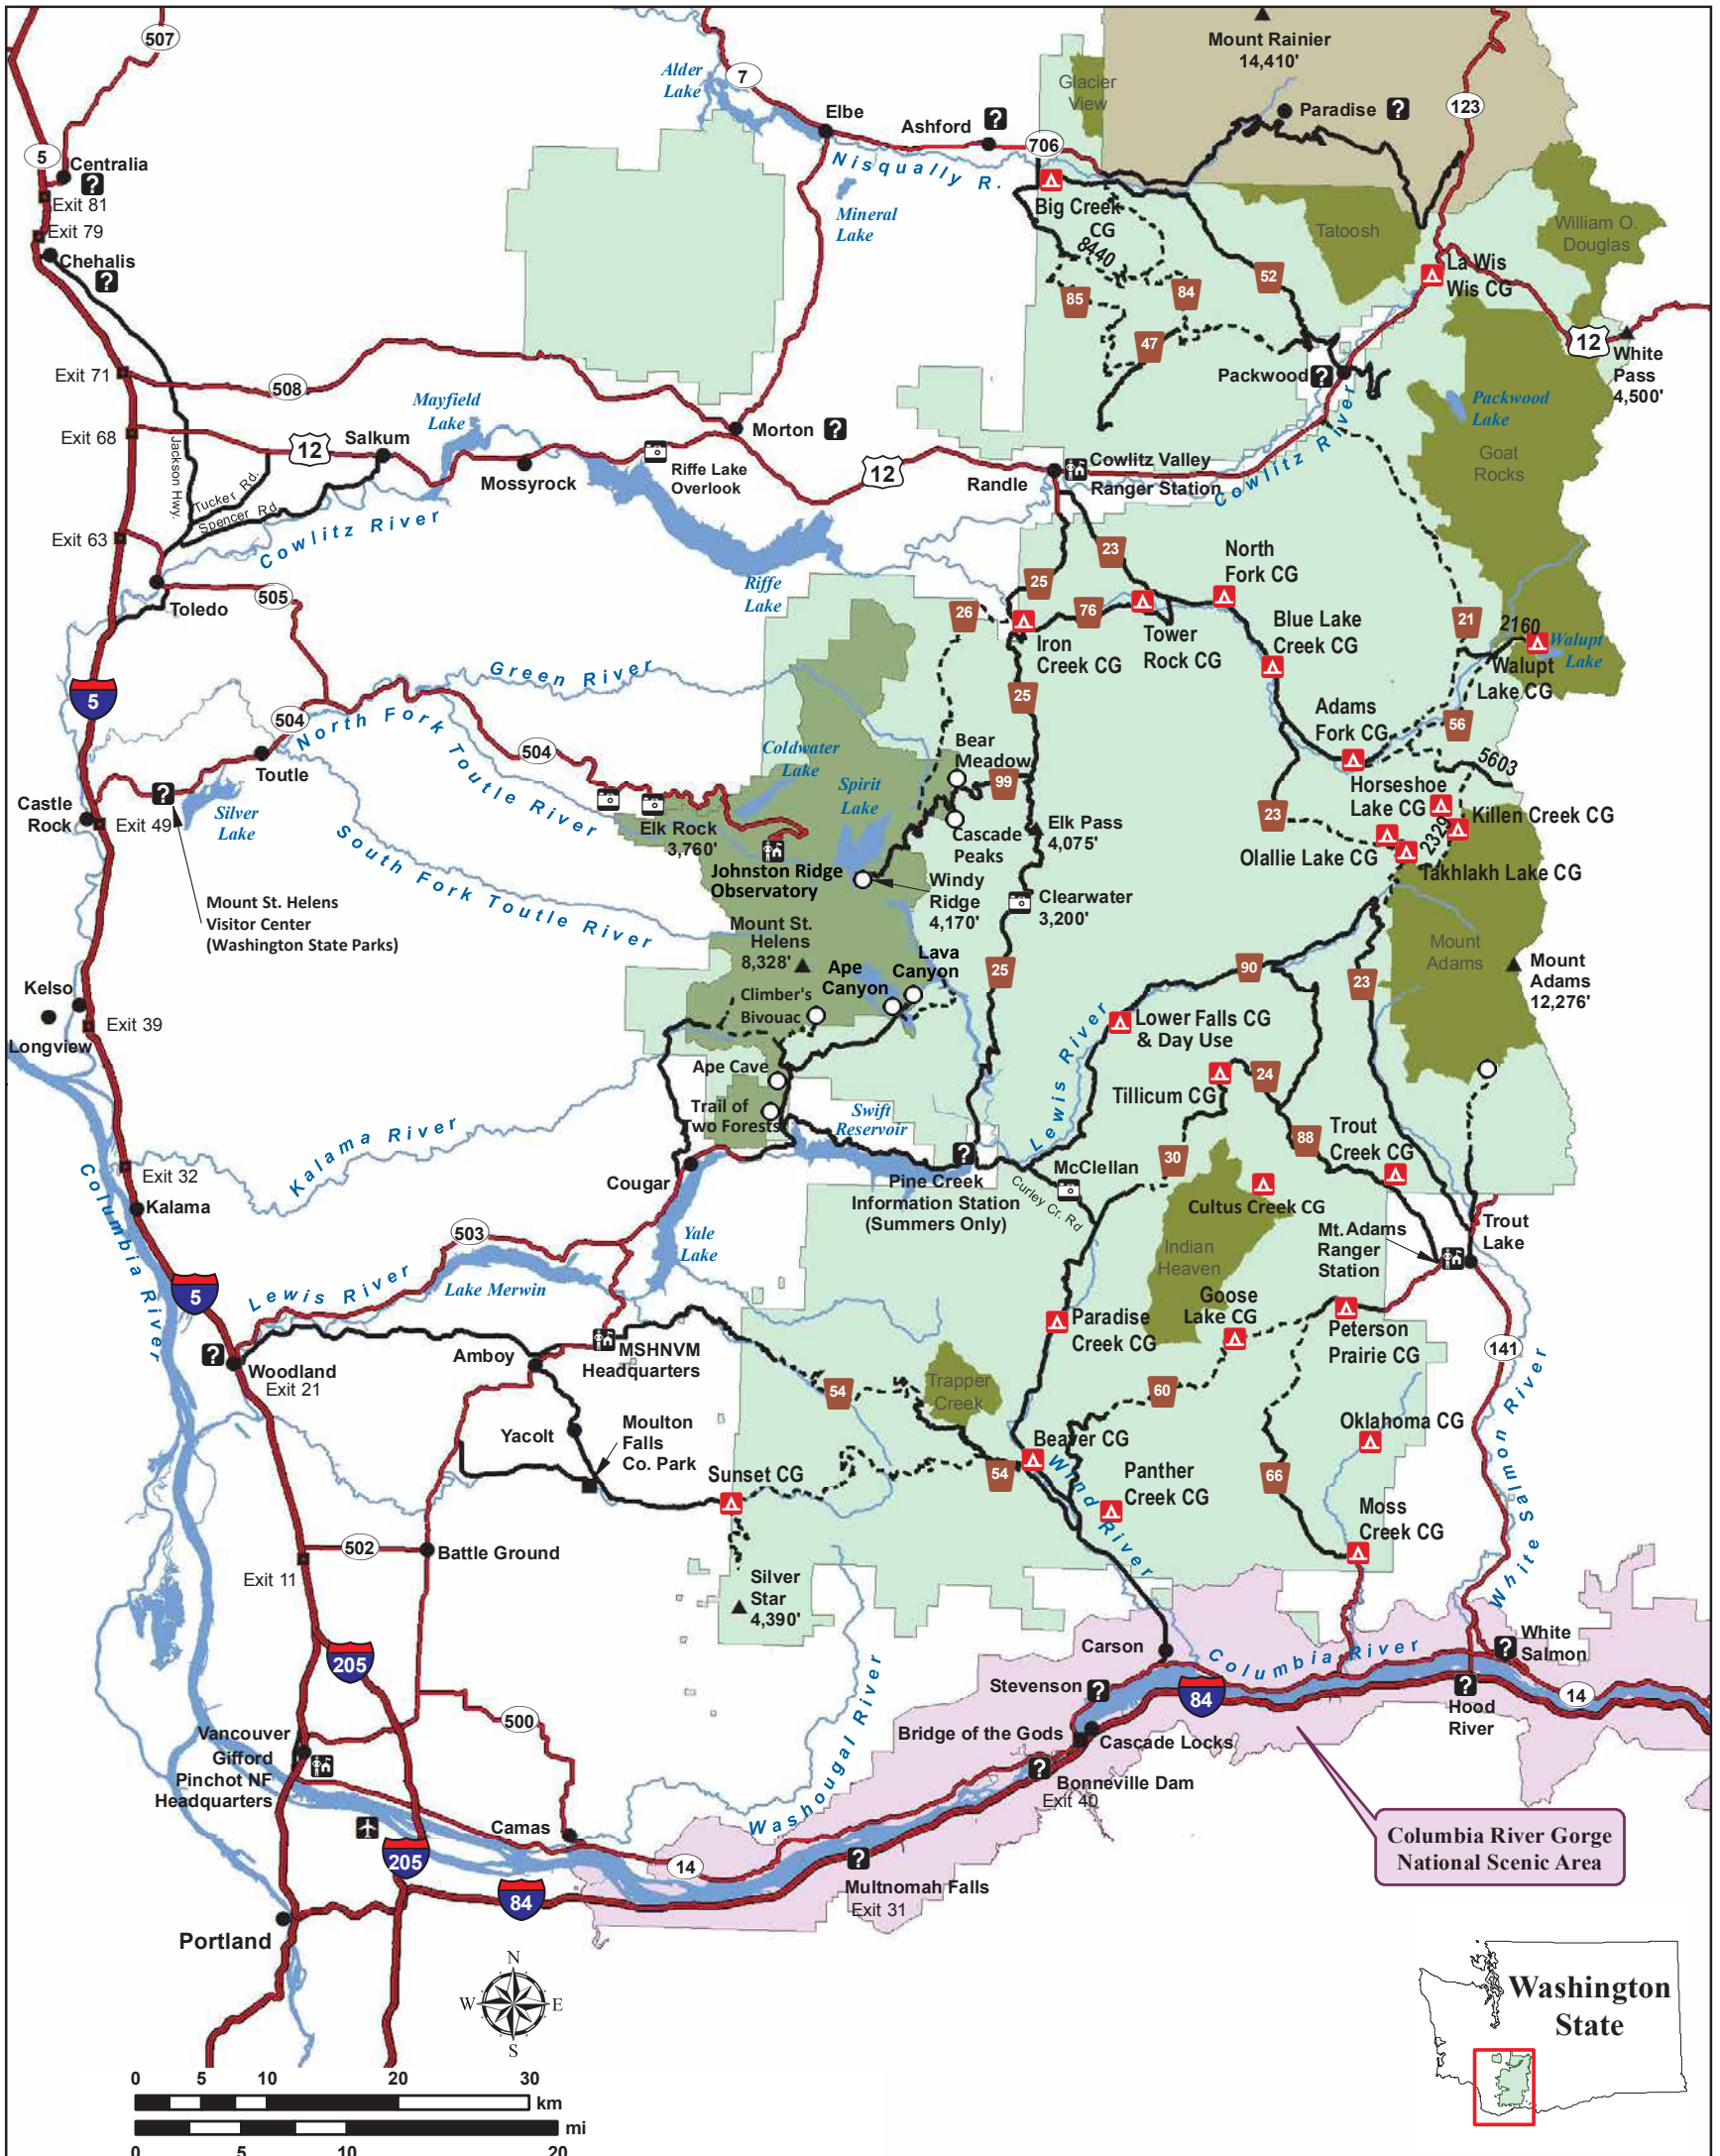 507
Mount Rainier
14,410'
7
Alder
Lake
Glacier
View
Elbe
Ashford
?
Paradise
?
123
706
5
Centralia
?
Exit 81
Nisqually R.
Mineral
Lake
Big Creek
CG
Exit 79
Chehalis
?
Tatoosh
William O.
Douglas
8440
La Wis
Wis CG
85
84
52
47
12
White
Pass
4,500'
Exit 71
508
Packwood
?
Mayfield
Lake
Packwood
Lake
Exit 68
12
Salkum
Morton
?
Goat
Rocks
Jackson Hwy.
Tucker Rd.
Spencer Rd
Mossyrock
Riffe Lake
Overlook
12
Randle
Cowlitz Valley
Ranger Station
Cowlitz River
Exit 63
Cowlitz River
23
North
Fork CG
Riffe
Lake
25
505
Toledo
26
76
Iron
Creek CG
Tower
Rock CG
Blue Lake
Creek CG
21
2160
Walupt
Lake
Walupt
Lake CG
Green River
5
25
504
North Fork
Toutle River
504
Adams
Fork CG
56
Toutle
Coldwater
Lake
Bear
Meadow
5603
Spirit
Lake
99
Horseshoe
Lake CG
Castle
Rock
?
Exit 49
Silver
Lake
Elk Rock
3,760'
Cascade
Peaks
Elk Pass
4,075'
23
Killen Creek CG
2329
Olallie Lake CG
Takhlakh Lake CG
South Fork Toutle River
Johnston Ridge
Observatory
Windy
Ridge
4,170'
Clearwater
3,200'
Mount St. Helens
Visitor Center
(Washington State Parks)
Mount St.
Helens
8,328'
Mount
Adams
Lava
Canyon
Ape
Canyon
25
90
23
Mount
Adams
12,276'
Kelso
Climber's
Bivouac
Exit 39
Longview
Lower Falls CG
& Day Use
Lewis River
Ape Cave
Tillicum CG
24
Trail of
Two Forests
Swift
Reservoir
Kalama River
88
Trout
Creek CG
?
30
Exit 32
Cougar
Pine Creek
Information Station
(Summers Only)
McClellan
Curley Cr. Rd
Cultus Creek CG
Kalama
Columbia River
503
Yale
Lake
Mt. Adams
Ranger
Station
Trout
Lake
Indian
Heaven
5
Lewis River
Lake Merwin
Goose
Lake CG
Paradise
Creek CG
Peterson
Prairie CG
141
?
Woodland
Exit 21
Amboy
MSHNVM
Headquarters
54
Trapper
Creek
60
Oklahoma CG
White Salmon River
Yacolt
Moulton
Falls
Co. Park
Beaver CG
Sunset CG
54
Wind River
Panther
Creek CG
66
Moss
Creek CG
502
Battle Ground
Exit 11
Silver
Star
4,390'
205
Carson
Columbia River
?
White
Salmon
Stevenson
?
84
?
Hood
River
14
500
Vancouver
Gifford
Pinchot NF
Headquarters
Bridge of the Gods
Cascade Locks
?
Bonneville Dam
Exit 40
Washougal River
Camas
205
14
?
Multnomah Falls
Exit 31
Columbia River Gorge
National Scenic Area
84
Portland
N
W
E
S
Washington
State
0 5 10 20 30
km
mi
0 5 10 20